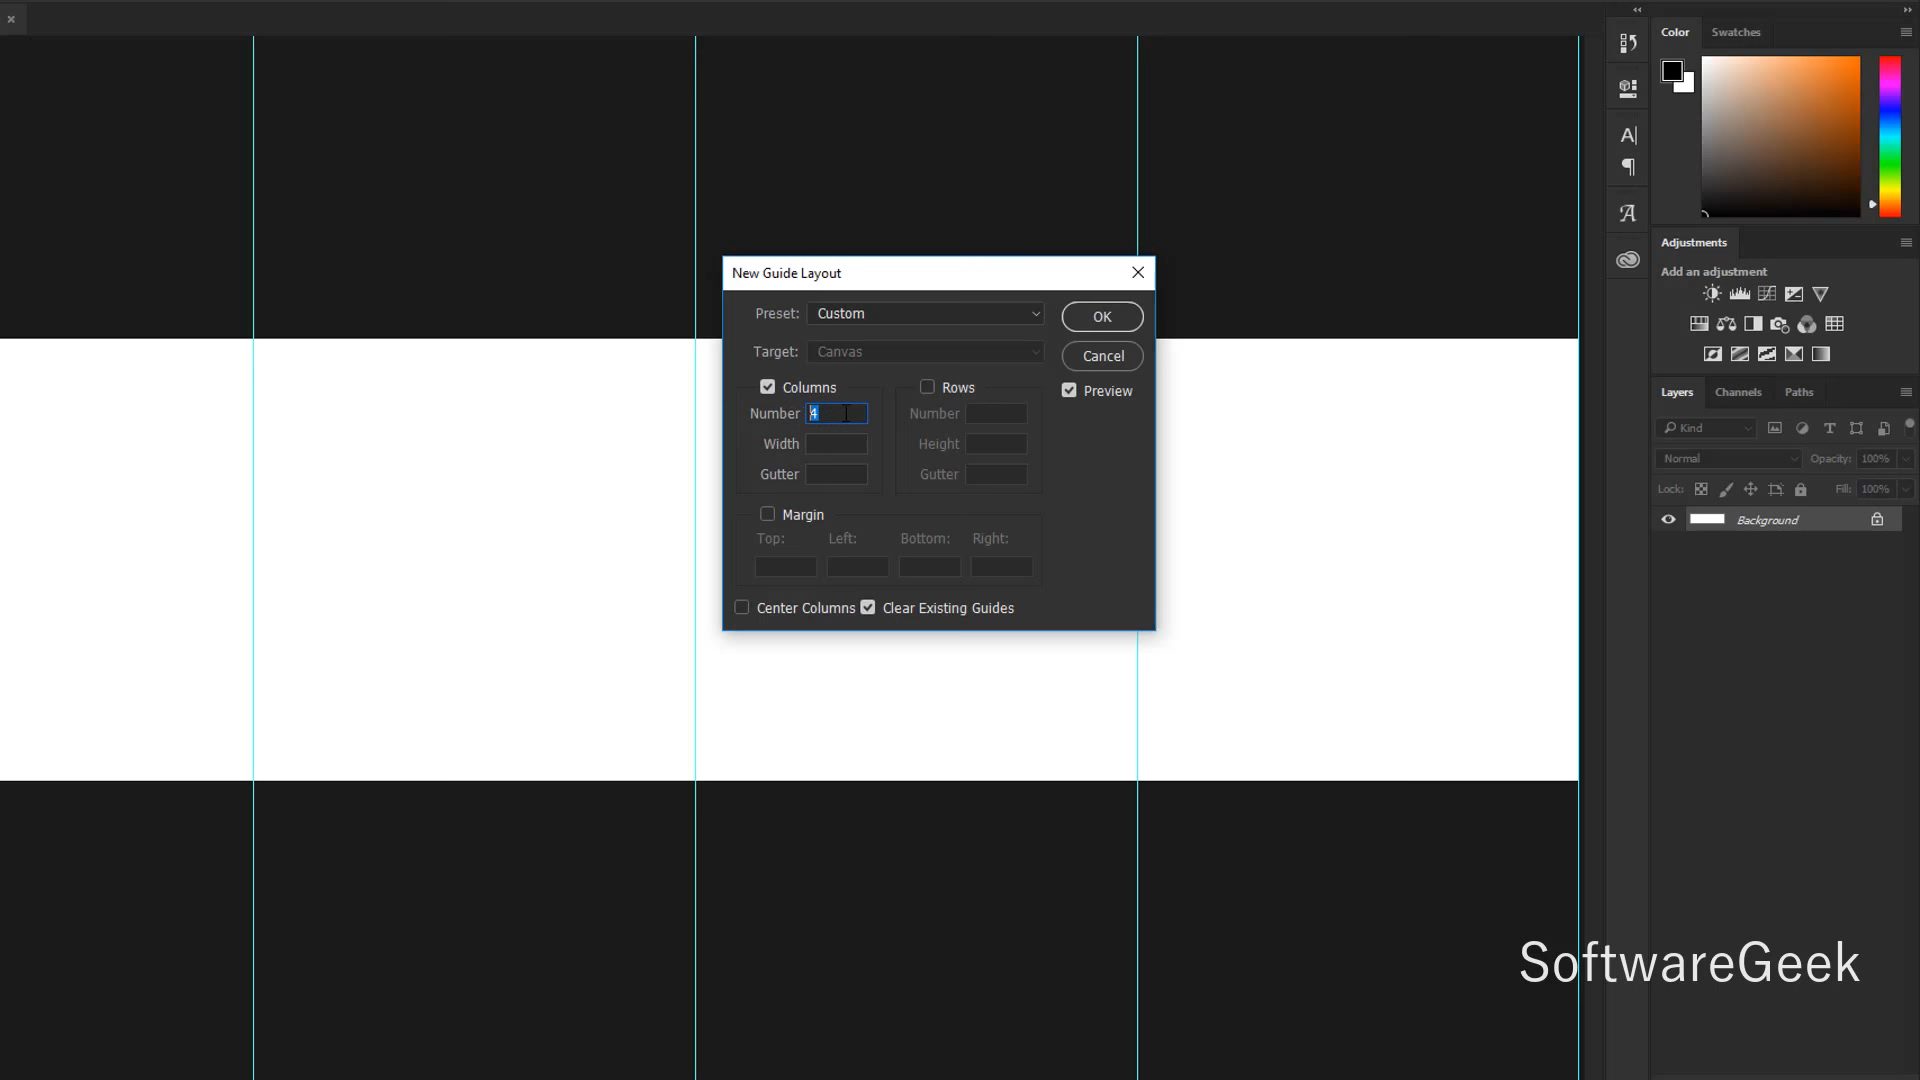 Color Swatches
New Guide Layout
Preset: Custom
OK
Target: Canvas
Cancel
Columns
Rows
Preview
Number 4
Number
Width
Height
Gutter
Gutter
Margin
Top: Left: Bottom: Right:
Center Columns Clear Existing Guides
Adjustments
Add an adjustment
Layers Channels Paths
Kind
Normal Opacity: 100%
Lock: Fill: 100%
Background
SoftwareGeek